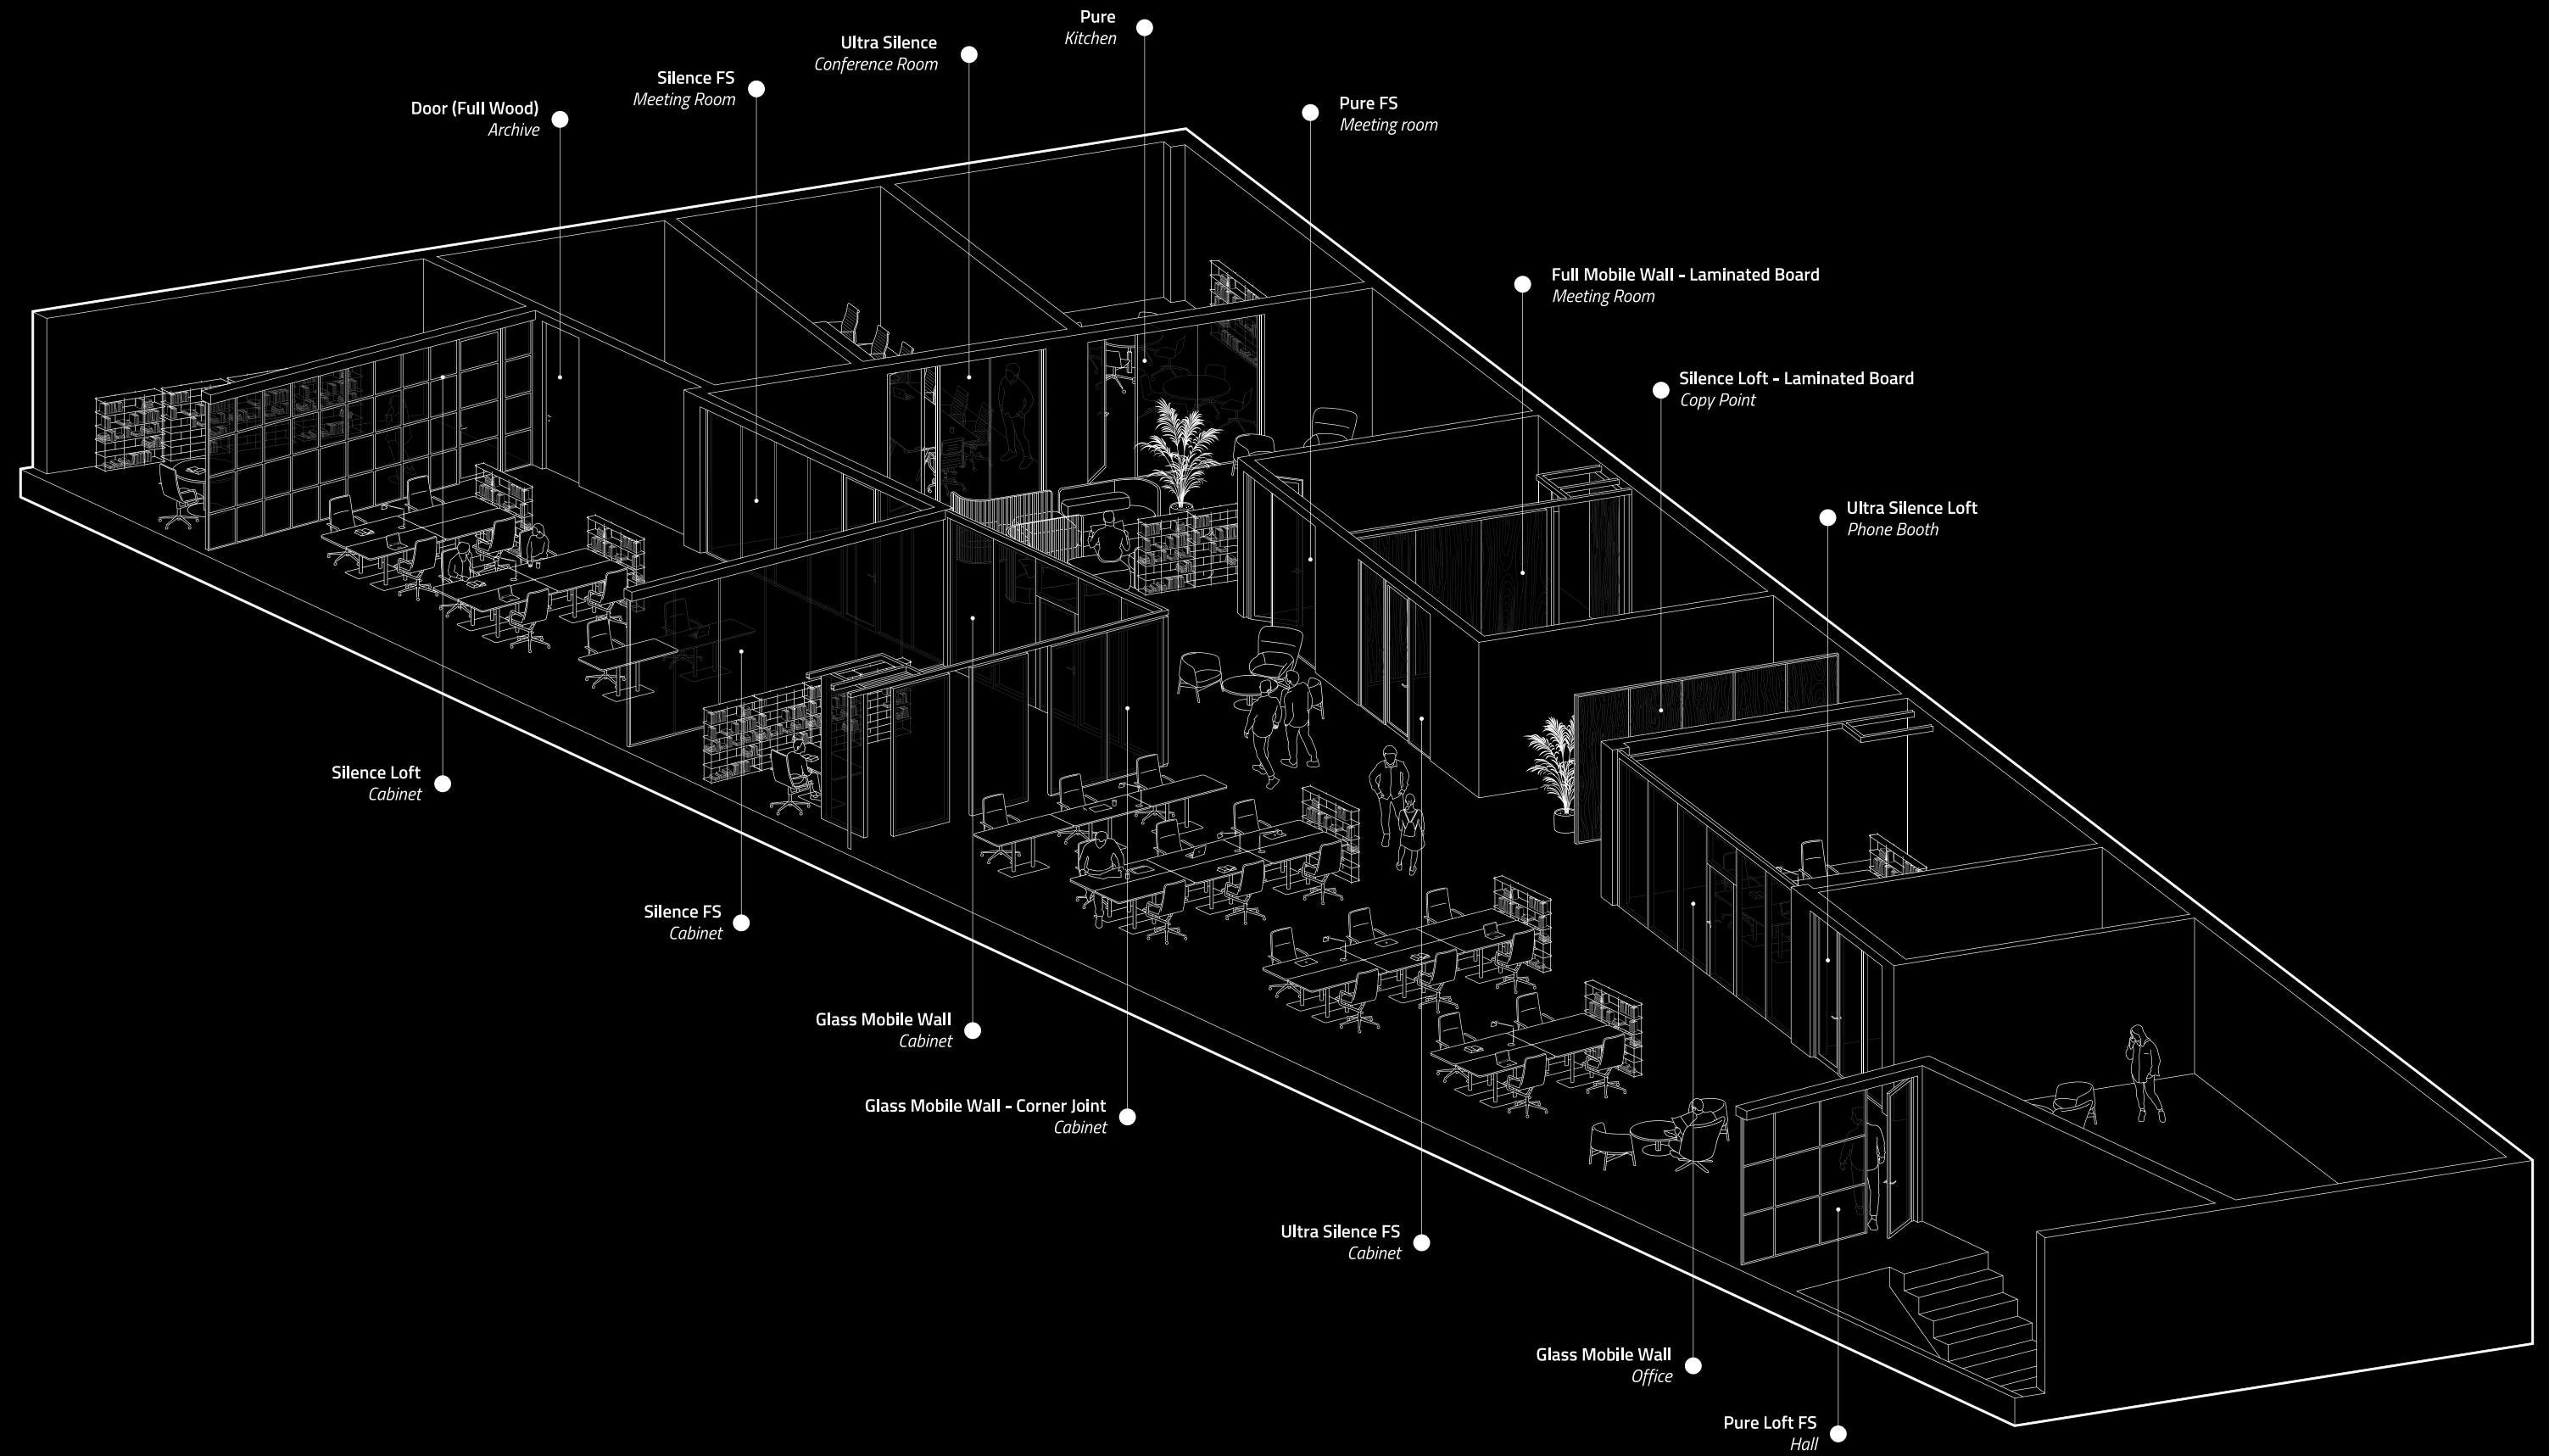 Pure
Kitchen
Ultra Silence
Conference Room
Silence FS
Meeting Room
Door (Full Wood)
Archive
Pure FS
Meeting room
Full Mobile Wall - Laminated Board
Meeting Room
Silence Loft - Laminated Board
Copy Point
Ultra Silence Loft
Phone Booth
Silence Loft
Cabinet
Silence FS
Cabinet
Glass Mobile Wall
Cabinet
Glass Mobile Wall - Corner Joint
Cabinet
Ultra Silence FS
Cabinet
Glass Mobile Wall
Office
Pure Loft FS
Hall